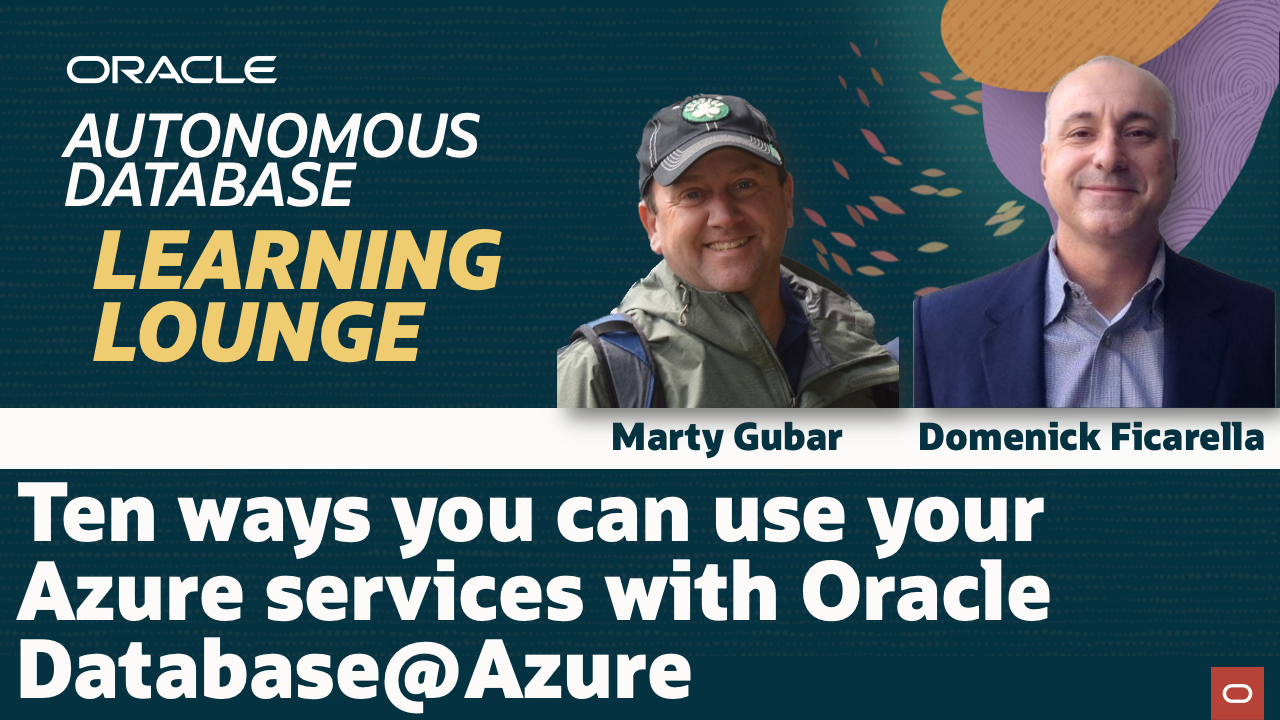 ORACLE
AUTONOMOUS
DATABASE
LEARNING
LOUNGE
Marty Gubar
Domenick Ficarella
Ten ways you can use your
Azure services with Oracle
Database@Azure